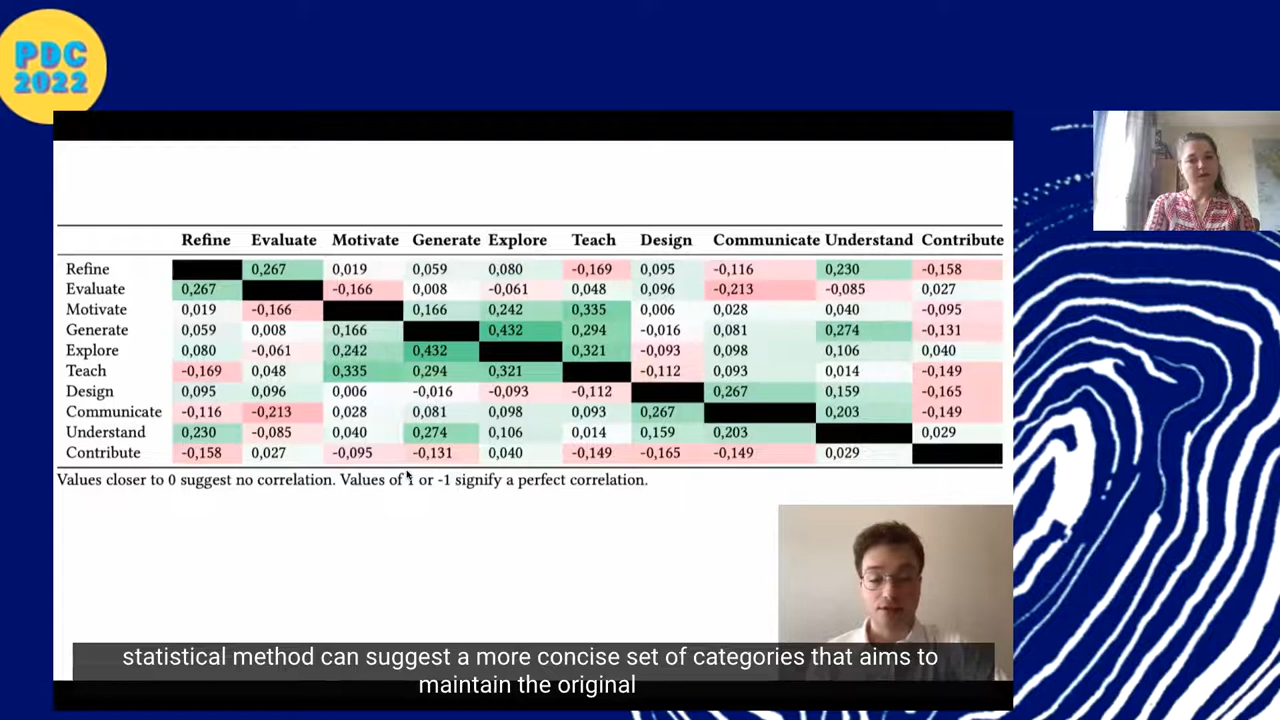 PDC
2022
Refine Evaluate Motivate Generate Explore Teach Design Communicate Understand Contribute
Refine 0,267 0,019 0,059 0,080 -0,169 0,095 -0,116 0,230 -0,158
Evaluate 0,267 -0,166 0,008 -0,061 0,048 0,096 -0,213 -0,085 0,027
Motivate 0,019 -0,166 0,166 0,242 0,335 0,006 0,028 0,040 -0,095
Generate 0,059 0,008 0,166 0,432 0,294 -0,016 0,081 0,274 -0,131
Explore 0,080 -0,061 0,242 0,432 0,321 -0,093 0,098 0,106 0,040
Teach -0,169 0,048 0,335 0,294 0,321 -0,112 0,093 0,014 -0,149
Design 0,095 0,096 0,006 -0,016 -0,093 -0,112 0,267 0,159 -0,165
Communicate -0,116 -0,213 0,028 0,081 0,098 0,093 0,267 0,203 -0,149
Understand 0,230 -0,085 0,040 0,274 0,106 0,014 0,159 0,203 0,029
Contribute -0,158 0,027 -0,095 -0,131 0,040 -0,149 -0,165 -0,149 0,029
Values closer to 0 suggest no correlation. Values of 1 or -1 signify a perfect correlation.
statistical method can suggest a more concise set of categories that aims to
maintain the original